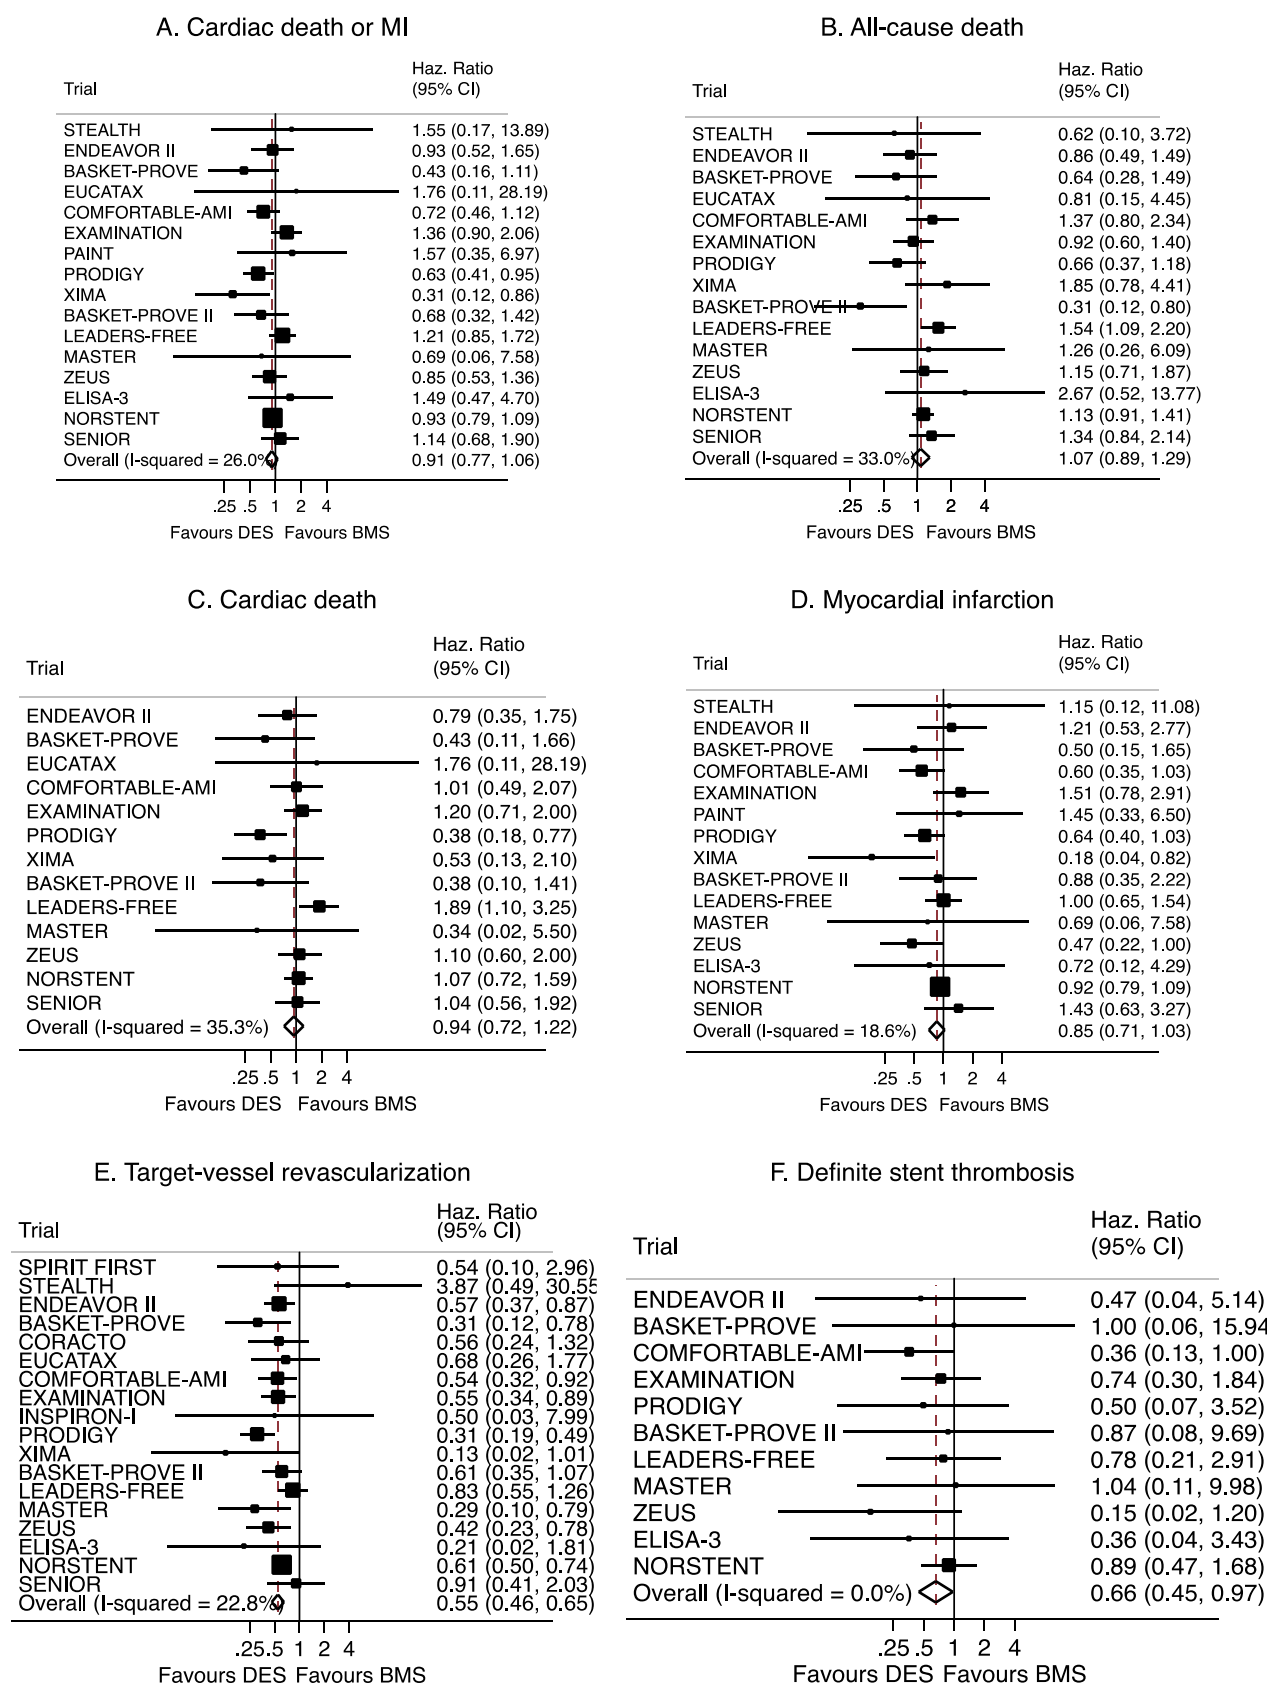 A. Cardiac death or MI
Haz. Ratio
Trial (95% CI)
STEALTH 1.55 (0.17, 13.89)
ENDEAVOR II 0.93 (0.52, 1.65)
BASKET-PROVE 0.43 (0.16, 1.11)
EUCATAX 1.76 (0.11, 28.19)
COMFORTABLE-AMI 0.72 (0.46, 1.12)
EXAMINATION 1.36 (0.90, 2.06)
PAINT 1.57 (0.35, 6.97)
PRODIGY 0.63 (0.41, 0.95)
XIMA 0.31 (0.12, 0.86)
BASKET-PROVE II 0.68 (0.32, 1.42)
LEADERS-FREE 1.21 (0.85, 1.72)
MASTER 0.69 (0.06, 7.58)
ZEUS 0.85 (0.53, 1.36)
ELISA-3 1.49 (0.47, 4.70)
NORSTENT 0.93 (0.79, 1.09)
SENIOR 1.14 (0.68, 1.90)
Overall (I-squared = 26.0%) 0.91 (0.77, 1.06)
.25 .5 1 2 4
Favours DES Favours BMS
B. All-cause death
Haz. Ratio
Trial (95% CI)
STEALTH 0.62 (0.10, 3.72)
ENDEAVOR II 0.86 (0.49, 1.49)
BASKET-PROVE 0.64 (0.28, 1.49)
EUCATAX 0.81 (0.15, 4.45)
COMFORTABLE-AMI 1.37 (0.80, 2.34)
EXAMINATION 0.92 (0.60, 1.40)
PRODIGY 0.66 (0.37, 1.18)
XIMA 1.85 (0.78, 4.41)
BASKET-PROVE II 0.31 (0.12, 0.80)
LEADERS-FREE 1.54 (1.09, 2.20)
MASTER 1.26 (0.26, 6.09)
ZEUS 1.15 (0.71, 1.87)
ELISA-3 2.67 (0.52, 13.77)
NORSTENT 1.13 (0.91, 1.41)
SENIOR 1.34 (0.84, 2.14)
Overall (I-squared = 33.0%) 1.07 (0.89, 1.29)
.25 .5 1 2 4
Favours DES Favours BMS
C. Cardiac death
Haz. Ratio
Trial (95% CI)
ENDEAVOR II 0.79 (0.35, 1.75)
BASKET-PROVE 0.43 (0.11, 1.66)
EUCATAX 1.76 (0.11, 28.19)
COMFORTABLE-AMI 1.01 (0.49, 2.07)
EXAMINATION 1.20 (0.71, 2.00)
PRODIGY 0.38 (0.18, 0.77)
XIMA 0.53 (0.13, 2.10)
BASKET-PROVE II 0.38 (0.10, 1.41)
LEADERS-FREE 1.89 (1.10, 3.25)
MASTER 0.34 (0.02, 5.50)
ZEUS 1.10 (0.60, 2.00)
NORSTENT 1.07 (0.72, 1.59)
SENIOR 1.04 (0.56, 1.92)
Overall (I-squared = 35.3%) 0.94 (0.72, 1.22)
.25 .5 1 2 4
Favours DES Favours BMS
D. Myocardial infarction
Haz. Ratio
Trial (95% CI)
STEALTH 1.15 (0.12, 11.08)
ENDEAVOR II 1.21 (0.53, 2.77)
BASKET-PROVE 0.50 (0.15, 1.65)
COMFORTABLE-AMI 0.60 (0.35, 1.03)
EXAMINATION 1.51 (0.78, 2.91)
PAINT 1.45 (0.33, 6.50)
PRODIGY 0.64 (0.40, 1.03)
XIMA 0.18 (0.04, 0.82)
BASKET-PROVE II 0.88 (0.35, 2.22)
LEADERS-FREE 1.00 (0.65, 1.54)
MASTER 0.69 (0.06, 7.58)
ZEUS 0.47 (0.22, 1.00)
ELISA-3 0.72 (0.12, 4.29)
NORSTENT 0.92 (0.79, 1.09)
SENIOR 1.43 (0.63, 3.27)
Overall (I-squared = 18.6%) 0.85 (0.71, 1.03)
.25 .5 1 2 4
Favours DES Favours BMS
E. Target-vessel revascularization
Haz. Ratio
Trial (95% CI)
SPIRIT FIRST 0.54 (0.10, 2.96)
STEALTH 3.87 (0.49, 30.55
ENDEAVOR II 0.57 (0.37, 0.87)
BASKET-PROVE 0.31 (0.12, 0.78)
CORACTO 0.56 (0.24, 1.32)
EUCATAX 0.68 (0.26, 1.77)
COMFORTABLE-AMI 0.54 (0.32, 0.92)
EXAMINATION 0.55 (0.34, 0.89)
INSPIRON-I 0.50 (0.03, 7.99)
PRODIGY 0.31 (0.19, 0.49)
XIMA 0.13 (0.02, 1.01)
BASKET-PROVE II 0.61 (0.35, 1.07)
LEADERS-FREE 0.83 (0.55, 1.26)
MASTER 0.29 (0.10, 0.79)
ZEUS 0.42 (0.23, 0.78)
ELISA-3 0.21 (0.02, 1.81)
NORSTENT 0.61 (0.50, 0.74)
SENIOR 0.91 (0.41, 2.03)
Overall (I-squared = 22.8%) 0.55 (0.46, 0.65)
.25 .5 1 2 4
Favours DES Favours BMS
F. Definite stent thrombosis
Haz. Ratio
Trial (95% CI)
ENDEAVOR II 0.47 (0.04, 5.14)
BASKET-PROVE 1.00 (0.06, 15.94
COMFORTABLE-AMI 0.36 (0.13, 1.00)
EXAMINATION 0.74 (0.30, 1.84)
PRODIGY 0.50 (0.07, 3.52)
BASKET-PROVE II 0.87 (0.08, 9.69)
LEADERS-FREE 0.78 (0.21, 2.91)
MASTER 1.04 (0.11, 9.98)
ZEUS 0.15 (0.02, 1.20)
ELISA-3 0.36 (0.04, 3.43)
NORSTENT 0.89 (0.47, 1.68)
Overall (I-squared = 0.0%) 0.66 (0.45, 0.97)
.25 .5 1 2 4
Favours DES Favours BMS